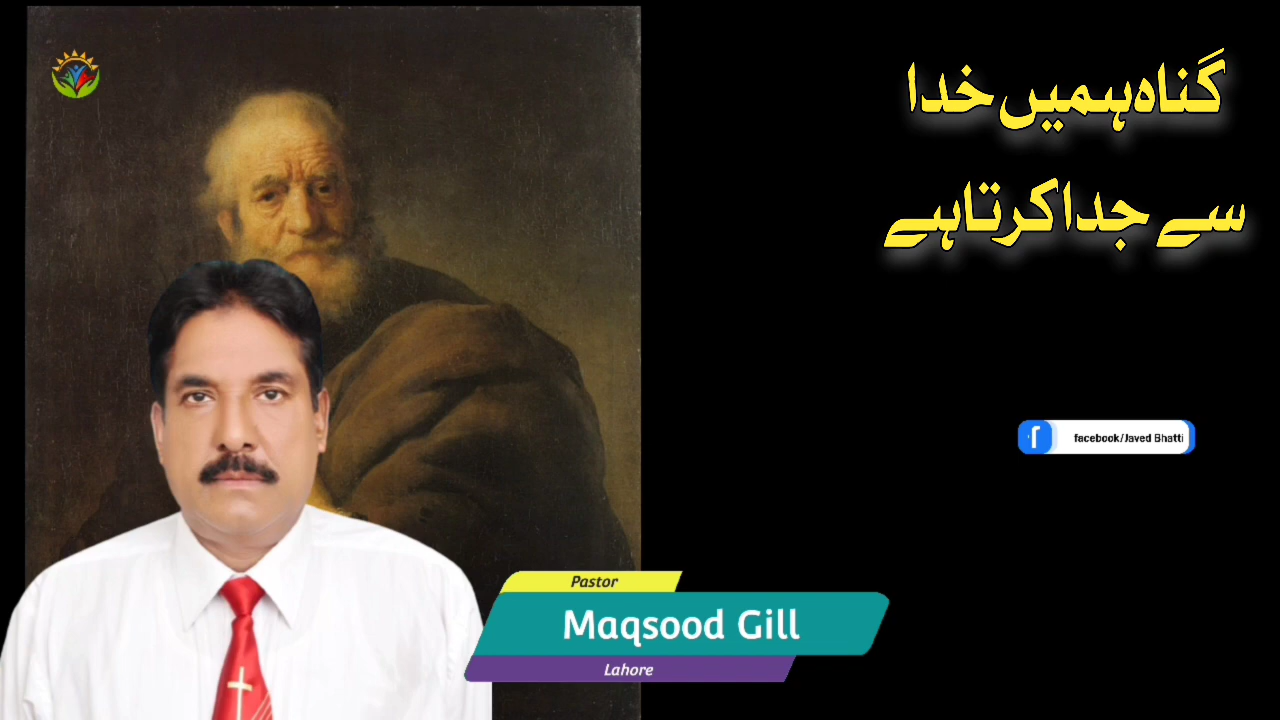 گناہ ہمیں خدا
سے جدا کرتا ہے
facebook/Javed Bhatti
Pastor
Maqsood Gill
Lahore